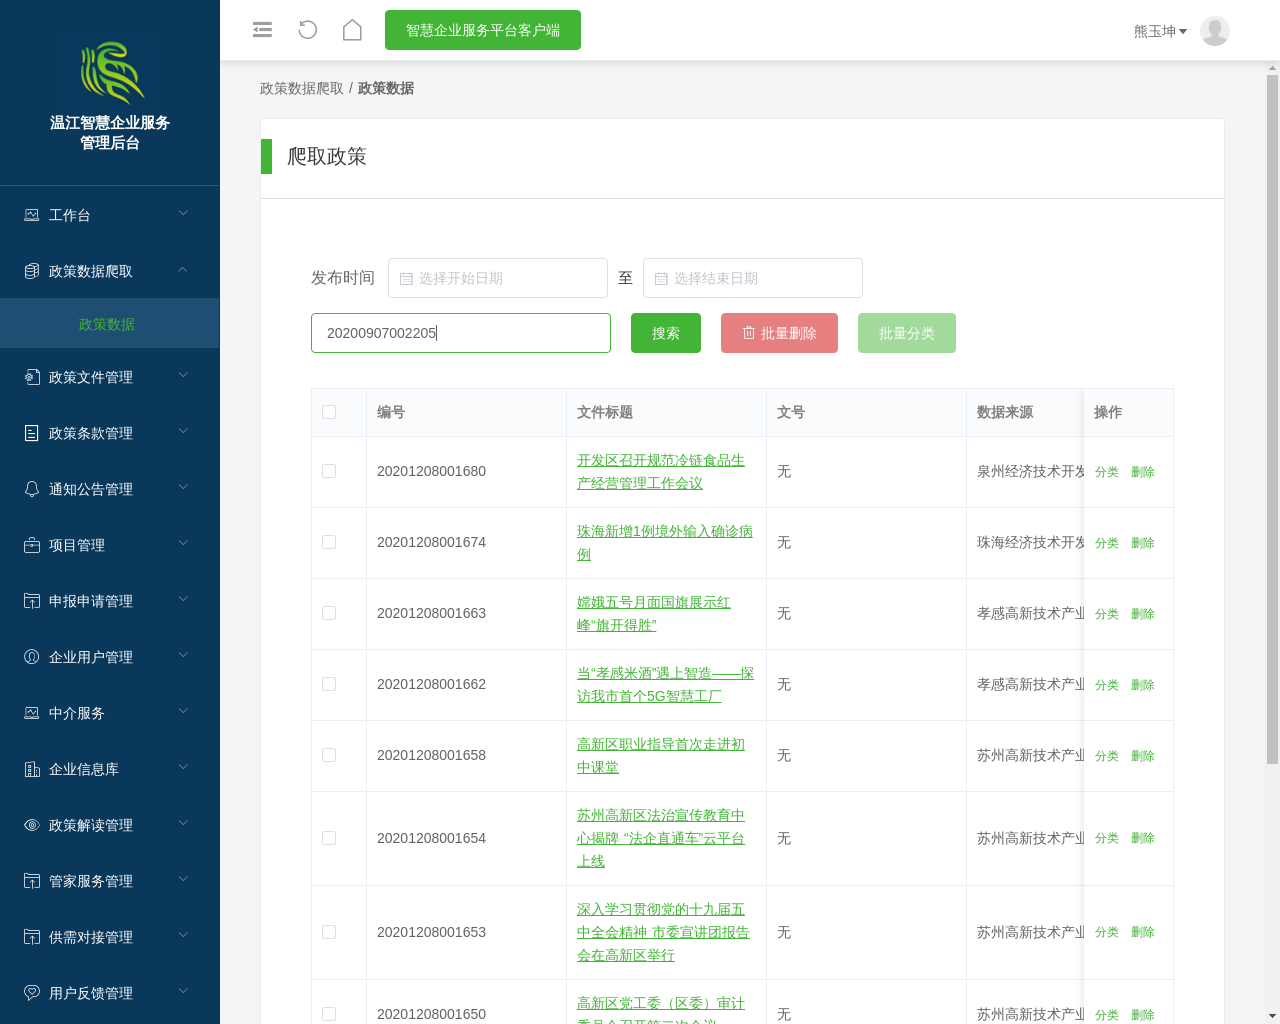 温江智慧企业服务
管理后台
工作台
政策数据爬取
政策数据
政策文件管理
政策条款管理
通知公告管理
项目管理
申报申请管理
企业用户管理
中介服务
企业信息库
政策解读管理
管家服务管理
供需对接管理
用户反馈管理
智慧企业服务平台客户端
熊玉坤
政策数据爬取 / 政策数据
爬取政策
发布时间 选择开始日期 至 选择结束日期
20200907002205 搜索 批量删除 批量分类
编号 文件标题 文号 数据来源 操作
20201208001680 开发区召开规范冷链食品生 无 泉州经济技术开发 分类 删除
产经营管理工作会议
20201208001674 珠海新增1例境外输入确诊病 无 珠海经济技术开发 分类 删除
例
20201208001663 嫦娥五号月面国旗展示红 无 孝感高新技术产业 分类 删除
峰“旗开得胜”
20201208001662 当“孝感米酒”遇上智造——探 无 孝感高新技术产业 分类 删除
访我市首个5G智慧工厂
20201208001658 高新区职业指导首次走进初 无 苏州高新技术产业 分类 删除
中课堂
20201208001654 苏州高新区法治宣传教育中 无 苏州高新技术产业 分类 删除
心揭牌 “法企直通车”云平台
上线
20201208001653 深入学习贯彻党的十九届五 无 苏州高新技术产业 分类 删除
中全会精神 市委宣讲团报告
会在高新区举行
20201208001650 高新区党工委（区委）审计 无 苏州高新技术产业 分类 删除
委员会召开第二次会议